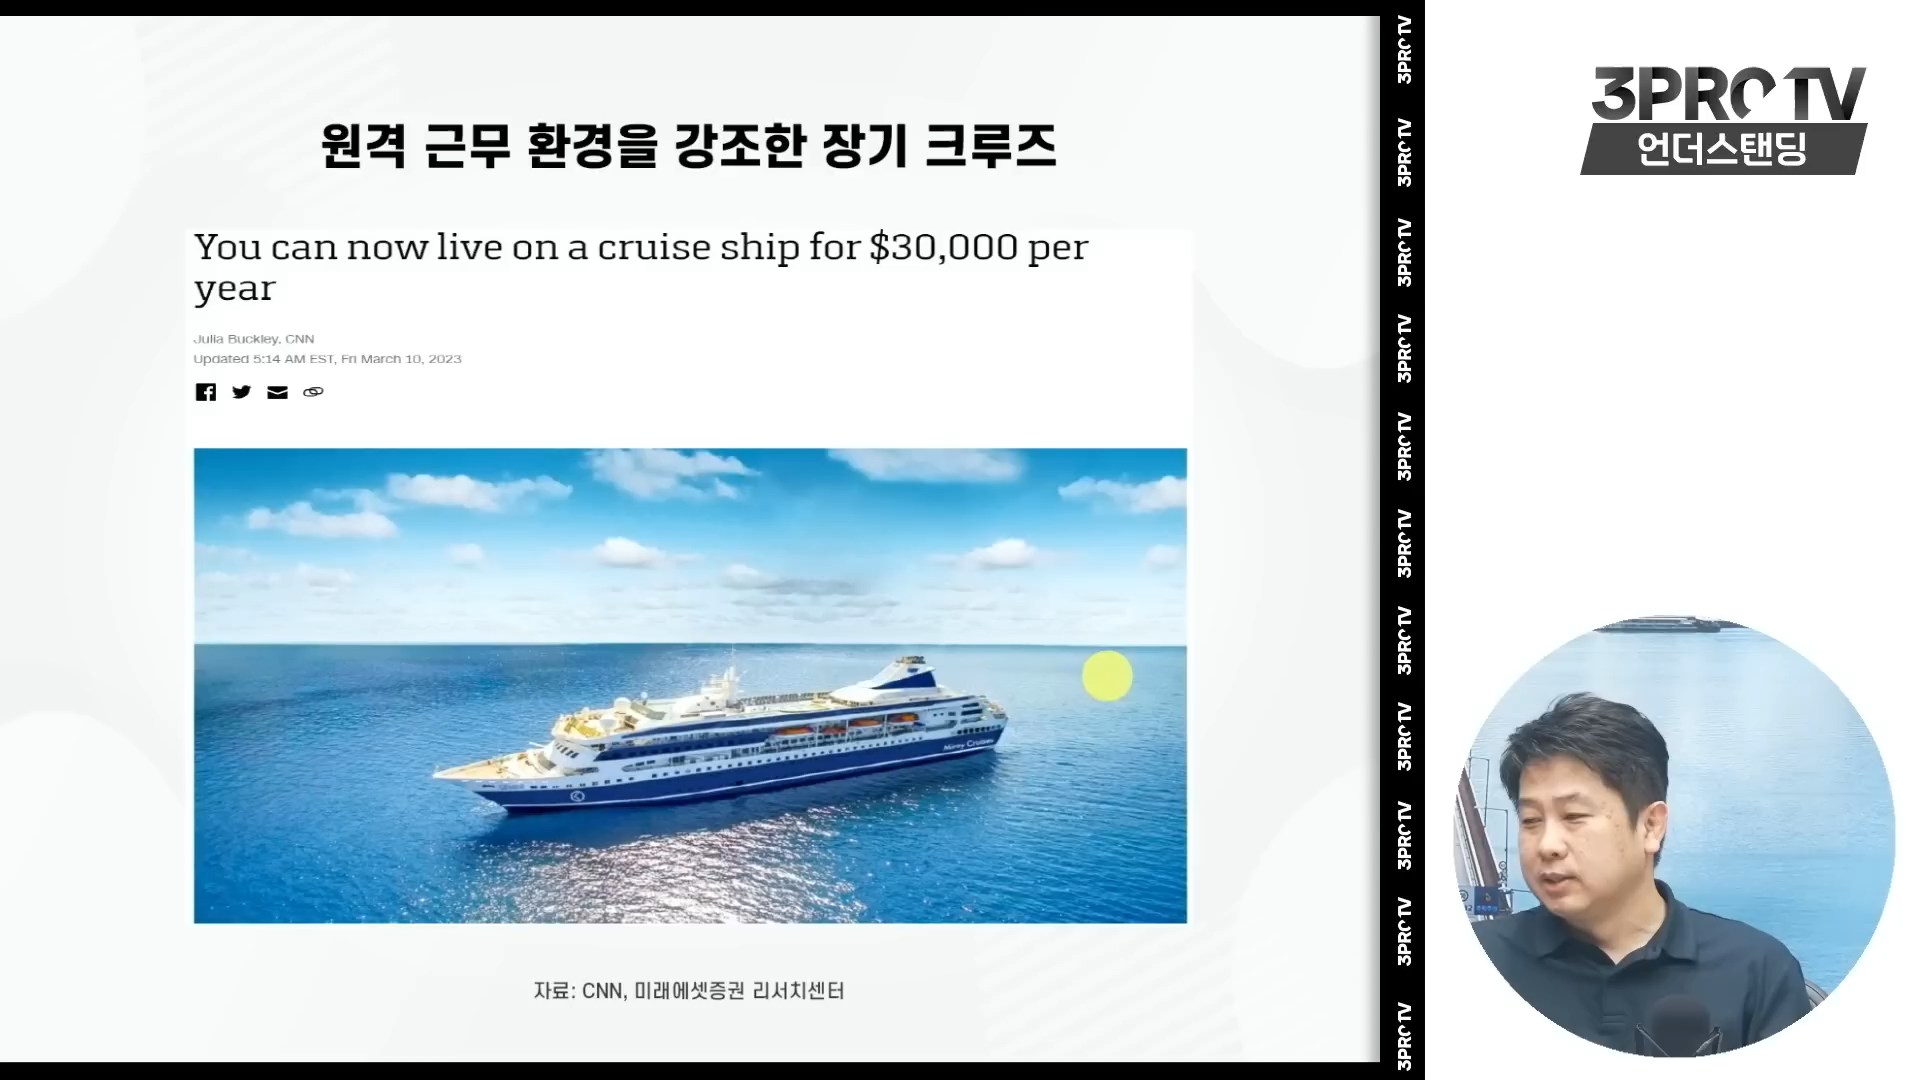 원격 근무 환경을 강조한 장기 크루즈
You can now live on a cruise ship for $30,000 per
year
Julia Buckley, CNN
Updated 5:14 AM EST, Fri March 10, 2023
Miray Cruises
자료: CNN, 미래에셋증권 리서치센터
3PROTV
3PROTV
3PROTV
3PROTV
3PROTV
3PROTV
3PROTV
3PROTV
3PROTV
3PROTV
3PROTV
3PROTV
언더스탠딩